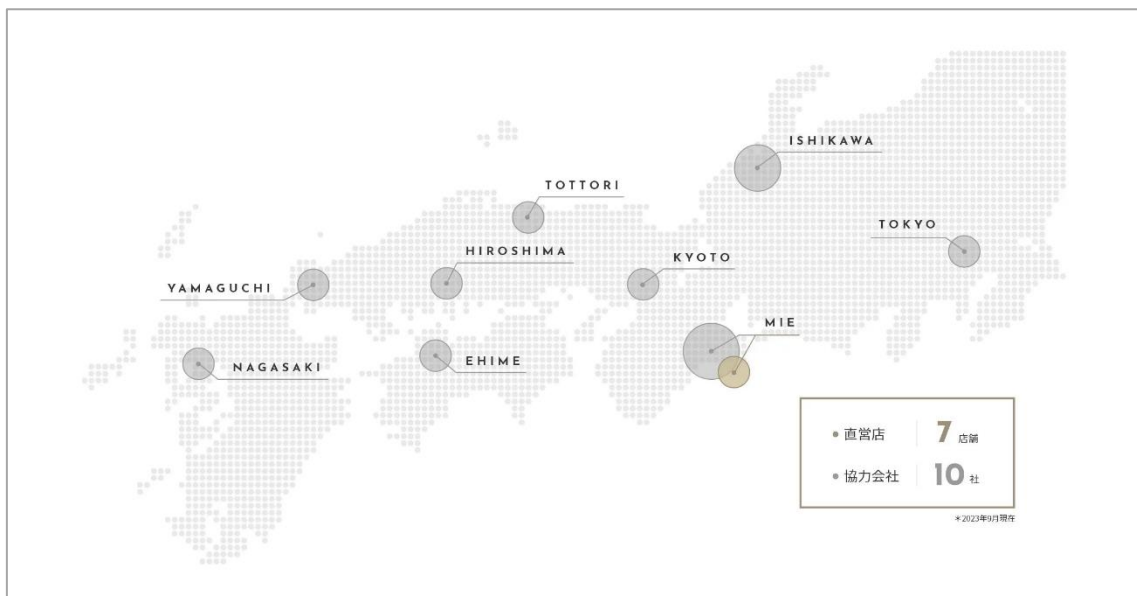 ISHIKAWA
TOTTORI
TOKYO
HIROSHIMA
KYOTO
YAMAGUCHI
MIE
NAGASAKI
EHIME
直営店 7 店舗
協力会社 10 社
＊2023年9月現在